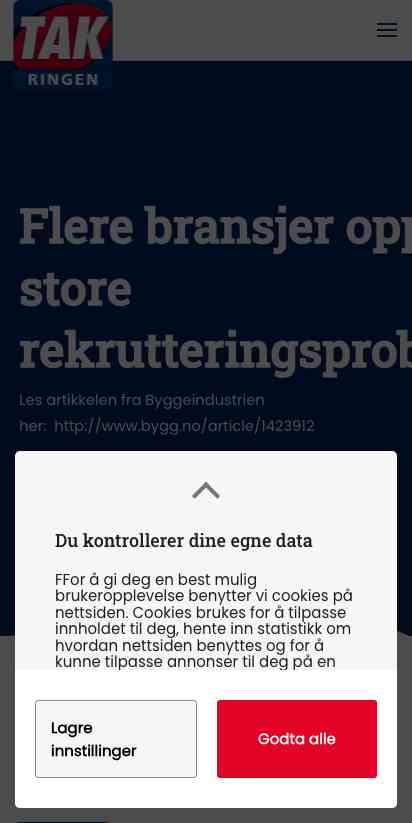 TAK
RINGEN
Flere bransjer opp
store
rekrutteringsprob
Les artikkelen fra Byggeindustrien
her: http://www.bygg.no/article/1423912
Du kontrollerer dine egne data
FFor å gi deg en best mulig
brukeropplevelse benytter vi cookies på
nettsiden. Cookies brukes for å tilpasse
innholdet til deg, hente inn statistikk om
hvordan nettsiden benyttes og for å
kunne tilpasse annonser til deg på en
Lagre
innstillinger
Godta alle